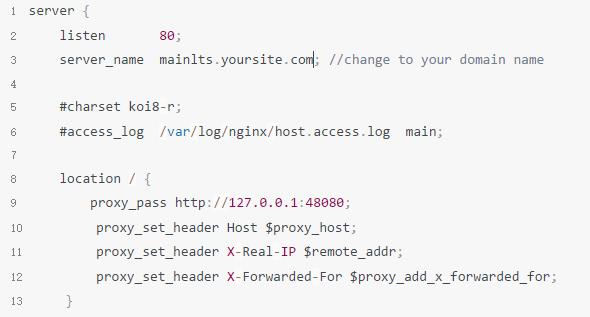 1 server {
2     listen       80;
3     server_name  mainlts.yoursite.com; //change to your domain name
4
5     #charset koi8-r;
6     #access_log  /var/log/nginx/host.access.log  main;
7
8     location / {
9         proxy_pass http://127.0.0.1:48080;
10         proxy_set_header Host $proxy_host;
11         proxy_set_header X-Real-IP $remote_addr;
12         proxy_set_header X-Forwarded-For $proxy_add_x_forwarded_for;
13     }